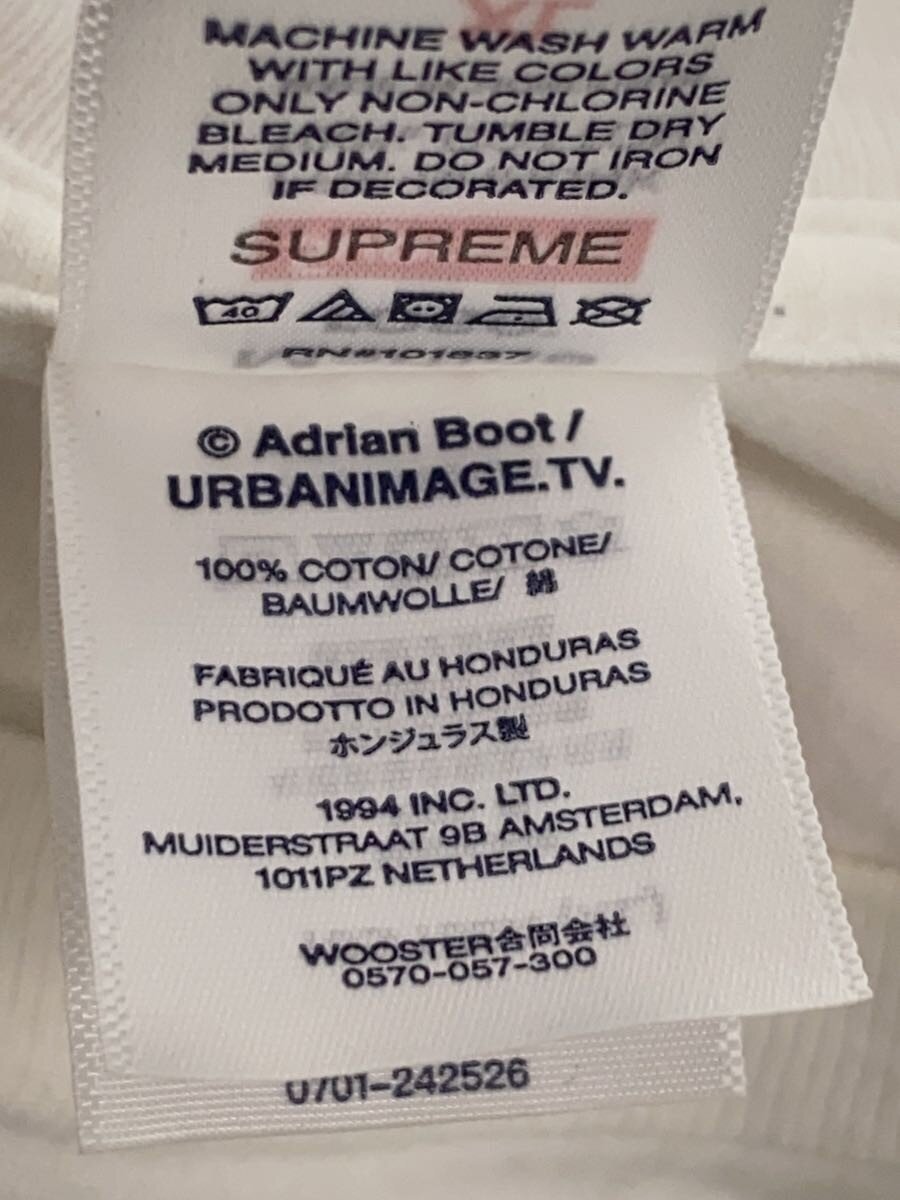 MACHINE WASH WARM
WITH LIKE COLORS
ONLY NON-CHLORINE
BLEACH. TUMBLE DRY
MEDIUM. DO NOT IRON
IF DECORATED.
SUPREME
40
RN#101837
© Adrian Boot /
URBANIMAGE.TV.
100% COTON/ COTONE/
BAUMWOLLE/ 綿
FABRIQUÉ AU HONDURAS
PRODOTTO IN HONDURAS
ホンジュラス製
1994 INC. LTD.
MUIDERSTRAAT 9B AMSTERDAM,
1011PZ NETHERLANDS
WOOSTER合同会社
0570-057-300
0701-242526